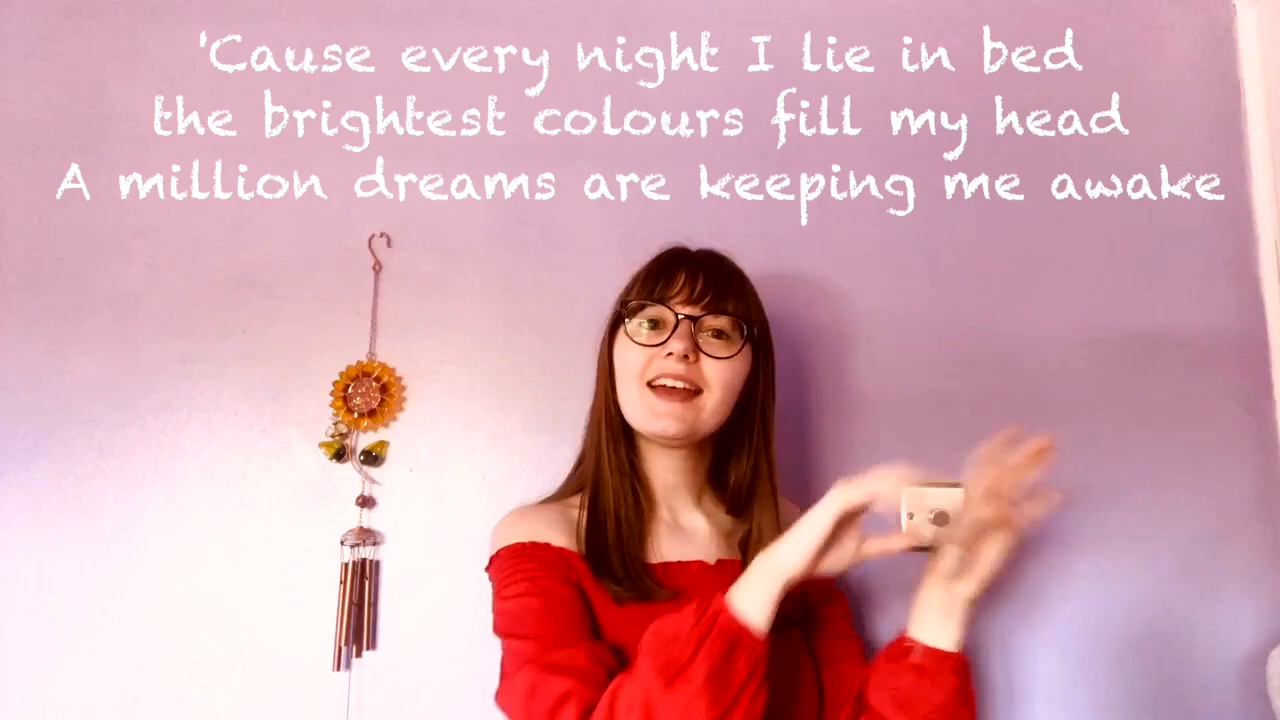 'Cause every night I lie in bed
the brightest colours fill my head
A million dreams are keeping me awake